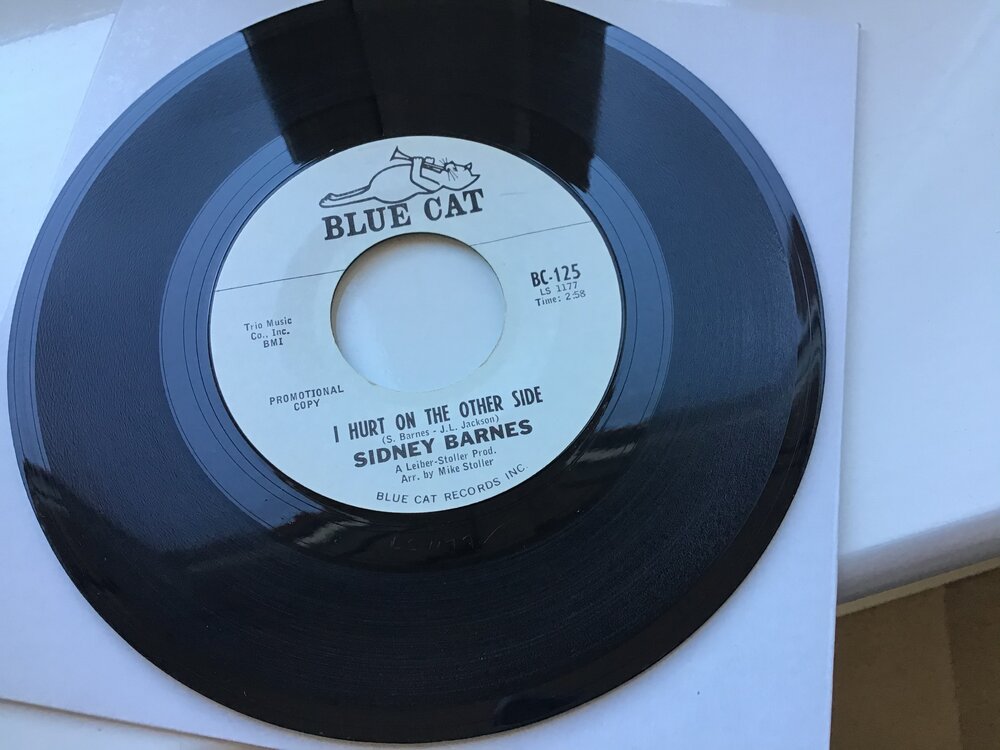 BLUE CAT
BC-125
LS 1177
Time: 2:58
Trio Music
Co., Inc.
BMI
PROMOTIONAL
COPY
I HURT ON THE OTHER SIDE
(S. Barnes - J.L. Jackson)
SIDNEY BARNES
A Leiber-Stoller Prod.
Arr. by Mike Stoller
BLUE CAT RECORDS INC.